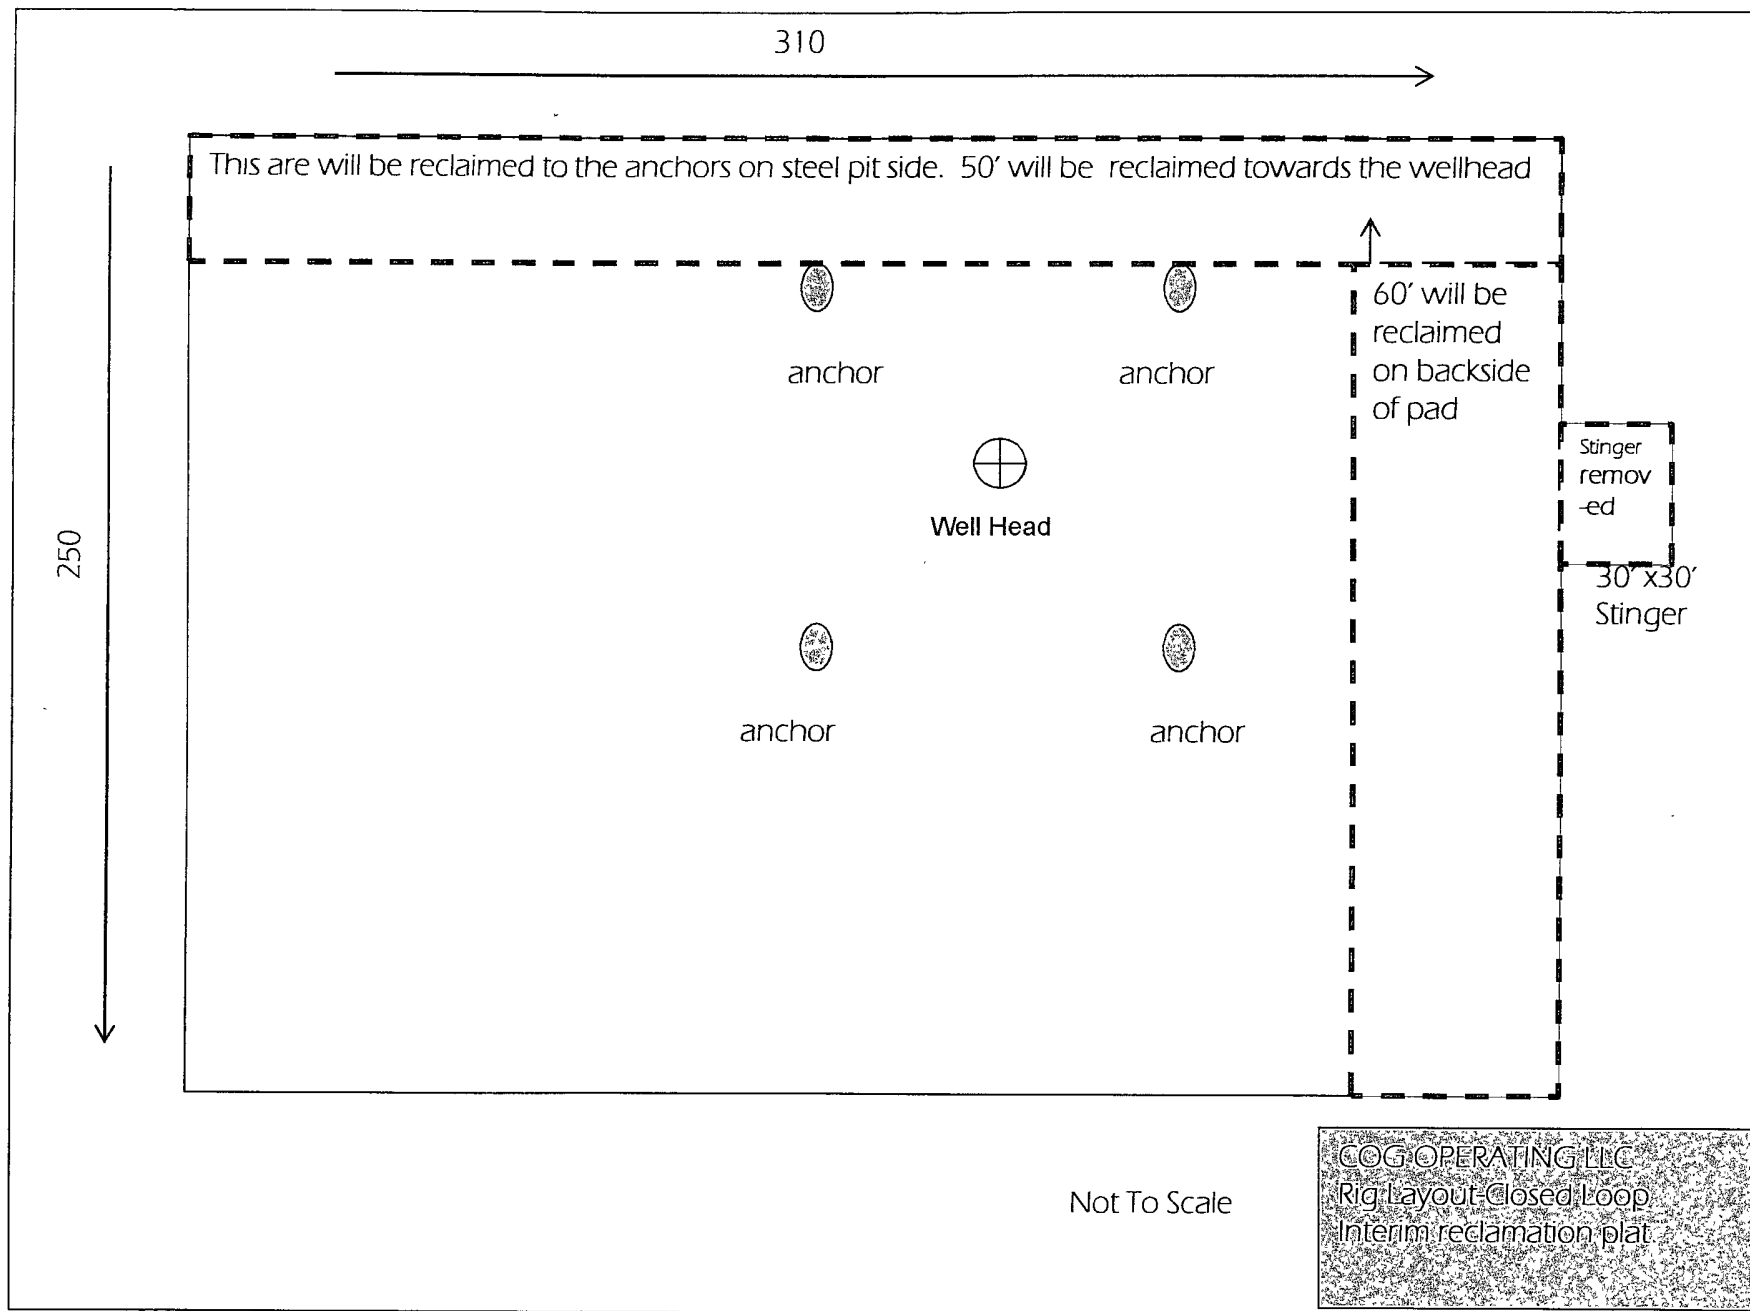 310
This are will be reclaimed to the anchors on steel pit side. 50' will be reclaimed towards the wellhead
60' will be
reclaimed
on backside
of pad
anchor
anchor
Stinger
remov
-ed
Well Head
250
30' x30'
Stinger
anchor
anchor
Not To Scale
COG OPERATING LLC
Rig Layout-Closed Loop
Interim reclamation plat.